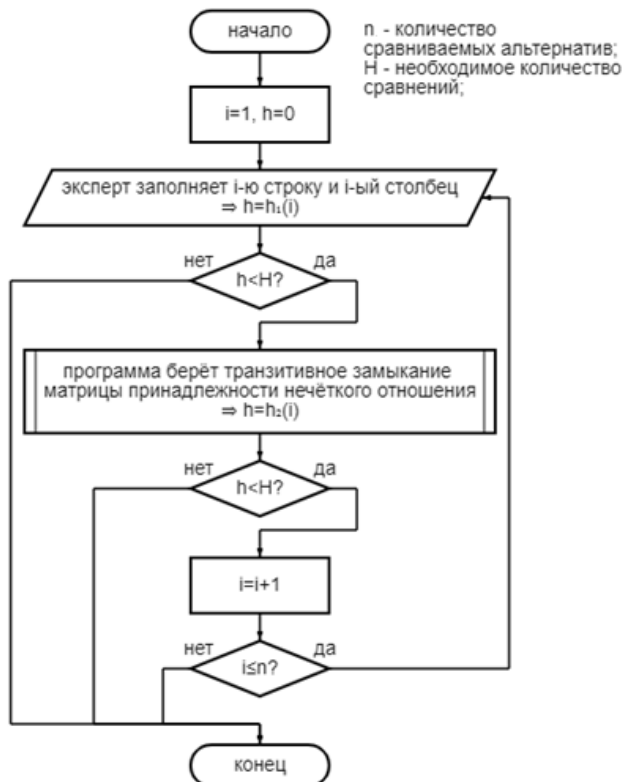 начало
n - количество
сравниваемых альтернатив;
H - необходимое количество
сравнений;
i=1, h=0
эксперт заполняет i-ю строку и i-ый столбец
⇒ h=h₁(i)
нет
да
h<H?
программа берёт транзитивное замыкание
матрицы принадлежности нечёткого отношения
⇒ h=h₂(i)
нет
да
h<H?
i=i+1
нет
да
i≤n?
конец